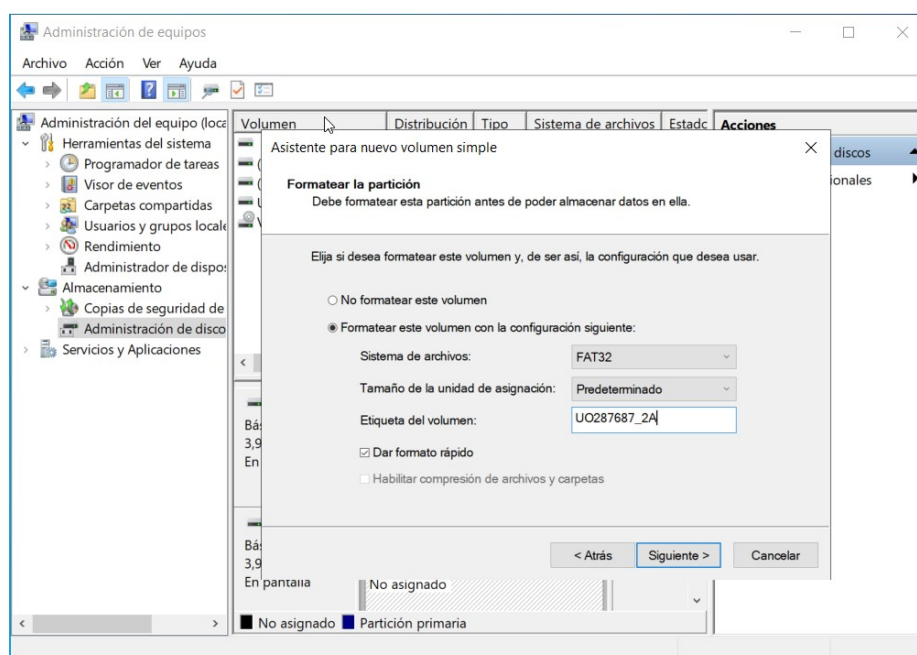 Administración de equipos
Archivo Acción Ver Ayuda
Administración del equipo (loca
Herramientas del sistema
Programador de tareas
Visor de eventos
Carpetas compartidas
Usuarios y grupos locale
Rendimiento
Administrador de dispo:
Almacenamiento
Copias de seguridad de
Administración de disco
Servicios y Aplicaciones
Volumen Distribución Tipo Sistema de archivos Estadc
Acciones
discos
ionales
Asistente para nuevo volumen simple
Formatear la partición
Debe formatear esta partición antes de poder almacenar datos en ella.
Elija si desea formatear este volumen y, de ser así, la configuración que desea usar.
No formatear este volumen
Formatear este volumen con la configuración siguiente:
Sistema de archivos: FAT32
Tamaño de la unidad de asignación: Predeterminado
Etiqueta del volumen: UO287687_2A
Dar formato rápido
Habilitar compresión de archivos y carpetas
< Atrás Siguiente > Cancelar
Bás
3,9
En
Bás
3,9
En pantalla
No asignado
No asignado Partición primaria